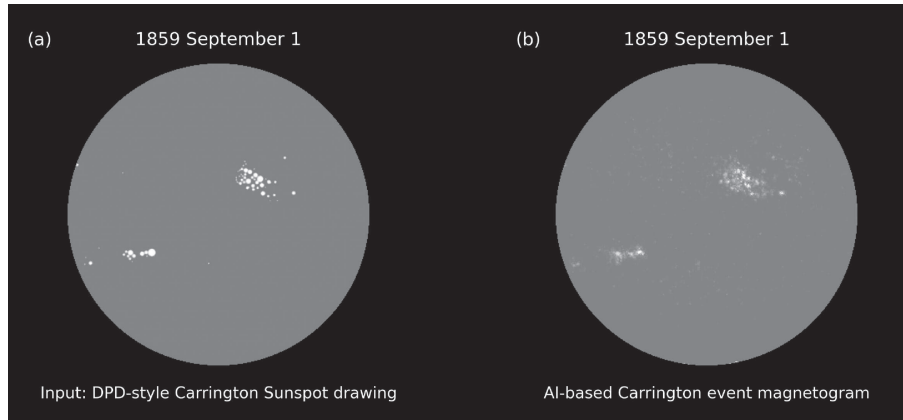 (a)
1859 September 1
(b)
1859 September 1
Input: DPD-style Carrington Sunspot drawing
AI-based Carrington event magnetogram